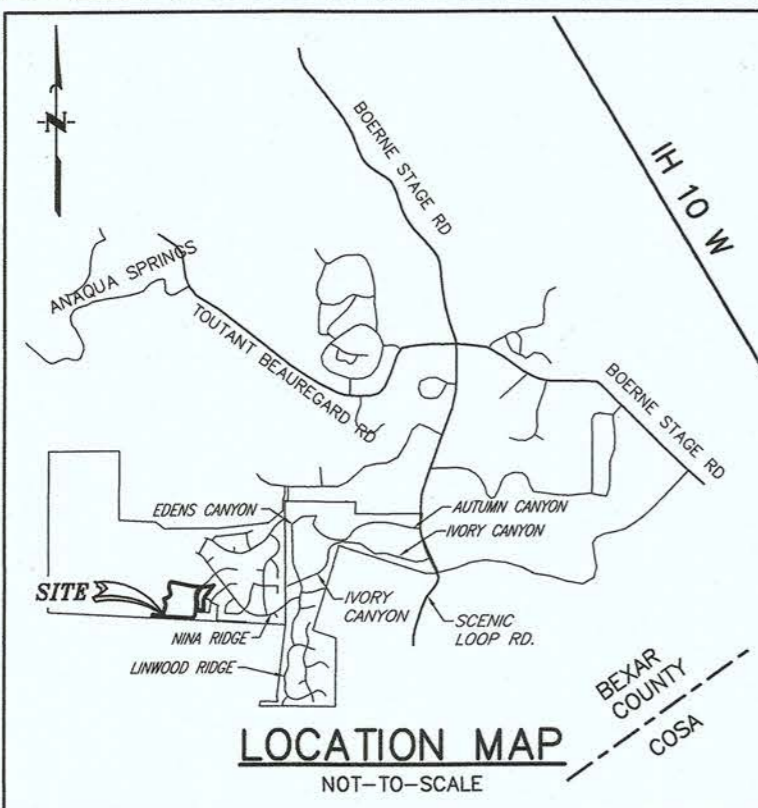 N
BOERNE STAGE RD
IH 10 W
ANAQUA SPRINGS
TOUTANT BEAUREGARD RD
BOERNE STAGE RD
EDENS CANYON
AUTUMN CANYON
IVORY CANYON
SITE
IVORY
CANYON
SCENIC
LOOP RD.
NINA RIDGE
LINWOOD RIDGE
BEXAR
COUNTY
COSA
LOCATION MAP
NOT-TO-SCALE